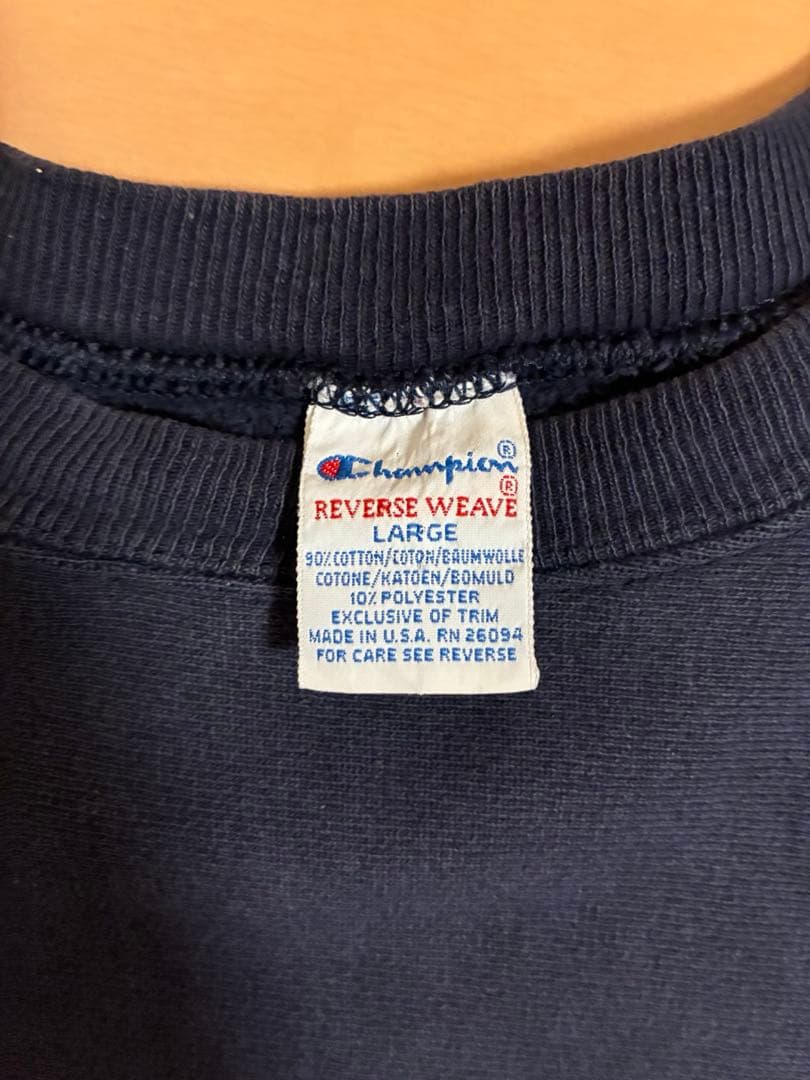 Champion®
REVERSE WEAVE®
LARGE
90% COTTON/COTON/BAUMWOLLE
COTONE/KATOEN/BOMULD
10% POLYESTER
EXCLUSIVE OF TRIM
MADE IN U.S.A. RN 26094
FOR CARE SEE REVERSE